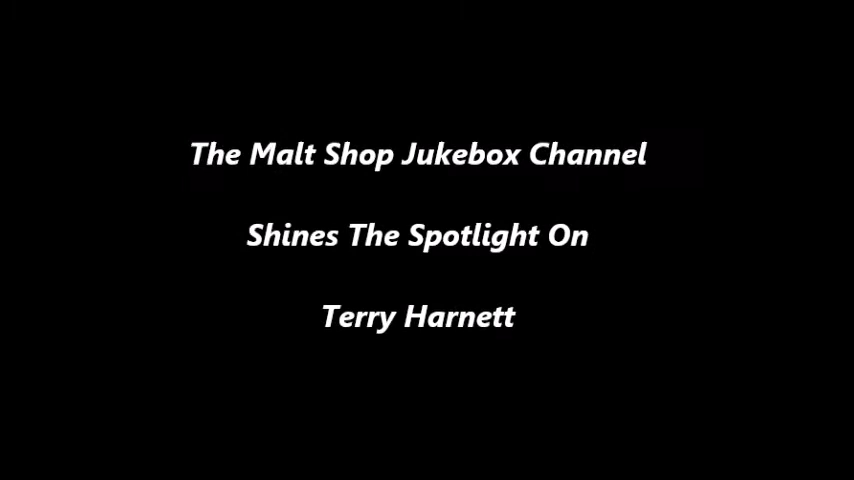 The Malt Shop Jukebox Channel
Shines The Spotlight On
Terry Harnett